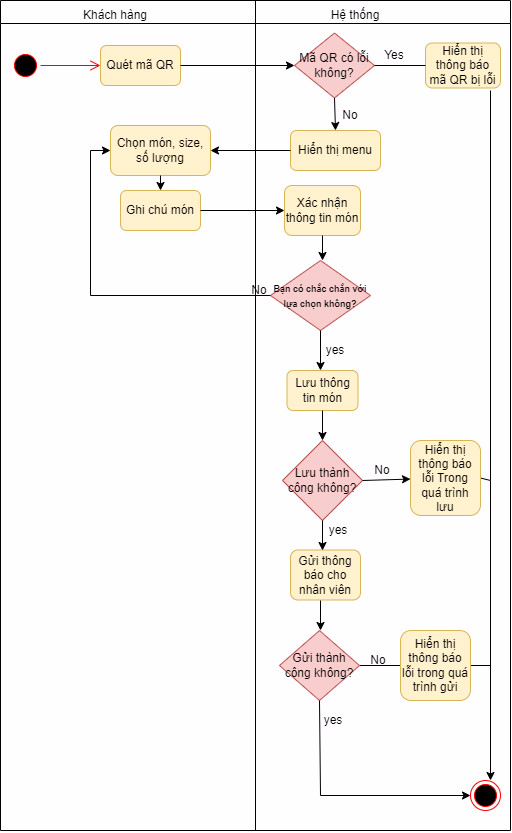 Khách hàng
Hệ thống
Quét mã QR
Mã QR có lỗi
không?
Yes
Hiển thị
thông báo
mã QR bị lỗi
No
Chọn món, size,
số lượng
Hiển thị menu
Ghi chú món
Xác nhận
thông tin món
No
Bạn có chắc chắn với
lựa chọn không?
yes
Lưu thông
tin món
Lưu thành
công không?
No
Hiển thị
thông báo
lỗi Trong
quá trình
lưu
yes
Gửi thông
báo cho
nhân viên
Gửi thành
công không?
No
Hiển thị
thông báo
lỗi trong quá
trình gửi
yes